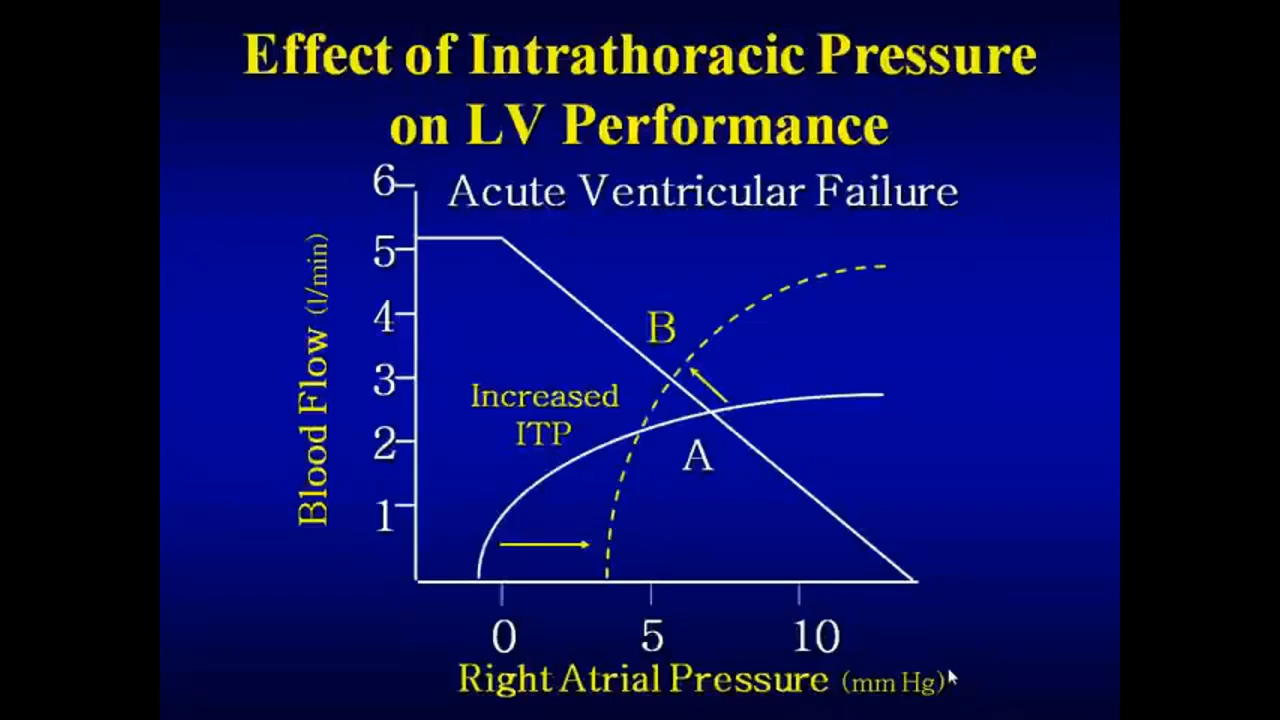 Effect of Intrathoracic Pressure
on LV Performance
Acute Ventricular Failure
6
5
4
3
2
1
Blood Flow (l/min)
B
Increased
ITP
A
0 5 10
Right Atrial Pressure (mm Hg)